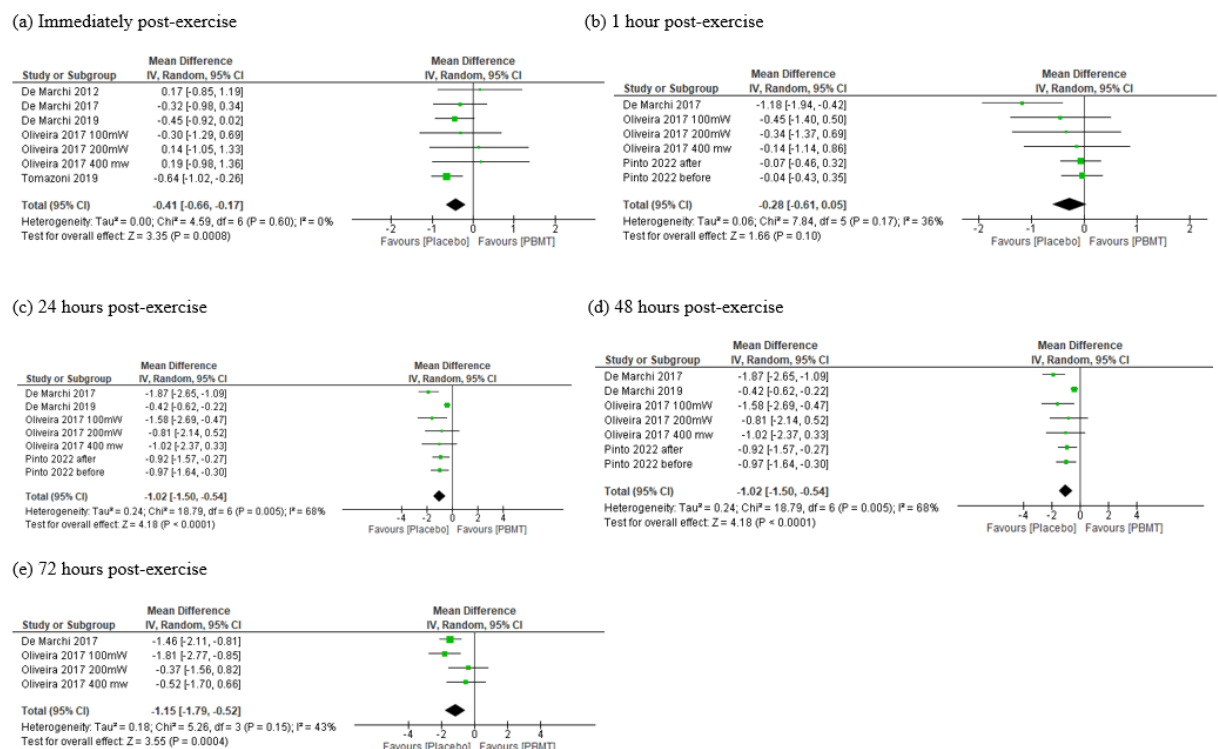 (a) Immediately post-exercise
Mean Difference Mean Difference
Study or Subgroup IV, Random, 95% CI IV, Random, 95% CI
De Marchi 2012 0.17 [-0.85, 1.19]
De Marchi 2017 -0.32 [-0.98, 0.34]
De Marchi 2019 -0.45 [-0.92, 0.02]
Oliveira 2017 100mW -0.30 [-1.29, 0.69]
Oliveira 2017 200mW 0.14 [-1.05, 1.33]
Oliveira 2017 400 mw 0.19 [-0.98, 1.36]
Tomazoni 2019 -0.64 [-1.02, -0.26]
Total (95% CI) -0.41 [-0.66, -0.17]
Heterogeneity: Tau² = 0.00; Chi² = 4.59, df = 6 (P = 0.60); I² = 0%
Test for overall effect: Z = 3.35 (P = 0.0008)
-2 -1 0 1 2
Favours [Placebo] Favours [PBMT]
(b) 1 hour post-exercise
Mean Difference Mean Difference
Study or Subgroup IV, Random, 95% CI IV, Random, 95% CI
De Marchi 2017 -1.18 [-1.94, -0.42]
Oliveira 2017 100mW -0.45 [-1.40, 0.50]
Oliveira 2017 200mW -0.34 [-1.37, 0.69]
Oliveira 2017 400 mw -0.14 [-1.14, 0.86]
Pinto 2022 after -0.07 [-0.46, 0.32]
Pinto 2022 before -0.04 [-0.43, 0.35]
Total (95% CI) -0.28 [-0.61, 0.05]
Heterogeneity: Tau² = 0.06; Chi² = 7.84, df = 5 (P = 0.17); I² = 36%
Test for overall effect: Z = 1.66 (P = 0.10)
-2 -1 0 1 2
Favours [Placebo] Favours [PBMT]
(c) 24 hours post-exercise
Mean Difference Mean Difference
Study or Subgroup IV, Random, 95% CI IV, Random, 95% CI
De Marchi 2017 -1.87 [-2.65, -1.09]
De Marchi 2019 -0.42 [-0.62, -0.22]
Oliveira 2017 100mW -1.58 [-2.69, -0.47]
Oliveira 2017 200mW -0.81 [-2.14, 0.52]
Oliveira 2017 400 mw -1.02 [-2.37, 0.33]
Pinto 2022 after -0.92 [-1.57, -0.27]
Pinto 2022 before -0.97 [-1.64, -0.30]
Total (95% CI) -1.02 [-1.50, -0.54]
Heterogeneity: Tau² = 0.24; Chi² = 18.79, df = 6 (P = 0.005); I² = 68%
Test for overall effect: Z = 4.18 (P < 0.0001)
-4 -2 0 2 4
Favours [Placebo] Favours [PBMT]
(d) 48 hours post-exercise
Mean Difference Mean Difference
Study or Subgroup IV, Random, 95% CI IV, Random, 95% CI
De Marchi 2017 -1.87 [-2.65, -1.09]
De Marchi 2019 -0.42 [-0.62, -0.22]
Oliveira 2017 100mW -1.58 [-2.69, -0.47]
Oliveira 2017 200mW -0.81 [-2.14, 0.52]
Oliveira 2017 400 mw -1.02 [-2.37, 0.33]
Pinto 2022 after -0.92 [-1.57, -0.27]
Pinto 2022 before -0.97 [-1.64, -0.30]
Total (95% CI) -1.02 [-1.50, -0.54]
Heterogeneity: Tau² = 0.24; Chi² = 18.79, df = 6 (P = 0.005); I² = 68%
Test for overall effect: Z = 4.18 (P < 0.0001)
-4 -2 0 2 4
Favours [Placebo] Favours [PBMT]
(e) 72 hours post-exercise
Mean Difference Mean Difference
Study or Subgroup IV, Random, 95% CI IV, Random, 95% CI
De Marchi 2017 -1.46 [-2.11, -0.81]
Oliveira 2017 100mW -1.81 [-2.77, -0.85]
Oliveira 2017 200mW -0.37 [-1.56, 0.82]
Oliveira 2017 400 mw -0.52 [-1.70, 0.66]
Total (95% CI) -1.15 [-1.79, -0.52]
Heterogeneity: Tau² = 0.18; Chi² = 5.26, df = 3 (P = 0.15); I² = 43%
Test for overall effect: Z = 3.55 (P = 0.0004)
-4 -2 0 2 4
Favours [Placebo] Favours [PBMT]